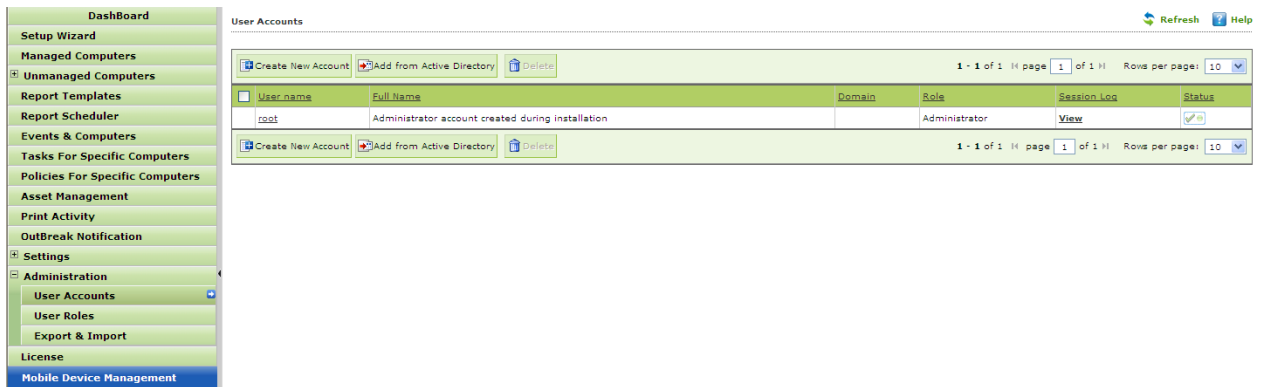 DashBoard
Setup Wizard
Managed Computers
Unmanaged Computers
Report Templates
Report Scheduler
Events & Computers
Tasks For Specific Computers
Policies For Specific Computers
Asset Management
Print Activity
OutBreak Notification
Settings
Administration
User Accounts
User Roles
Export & Import
License
Mobile Device Management
User Accounts Refresh Help
Create New Account Add from Active Directory Delete 1 - 1 of 1 page 1 of 1 Rows per page: 10
User name Full Name Domain Role Session Log Status
root Administrator account created during installation Administrator View
Create New Account Add from Active Directory Delete 1 - 1 of 1 page 1 of 1 Rows per page: 10